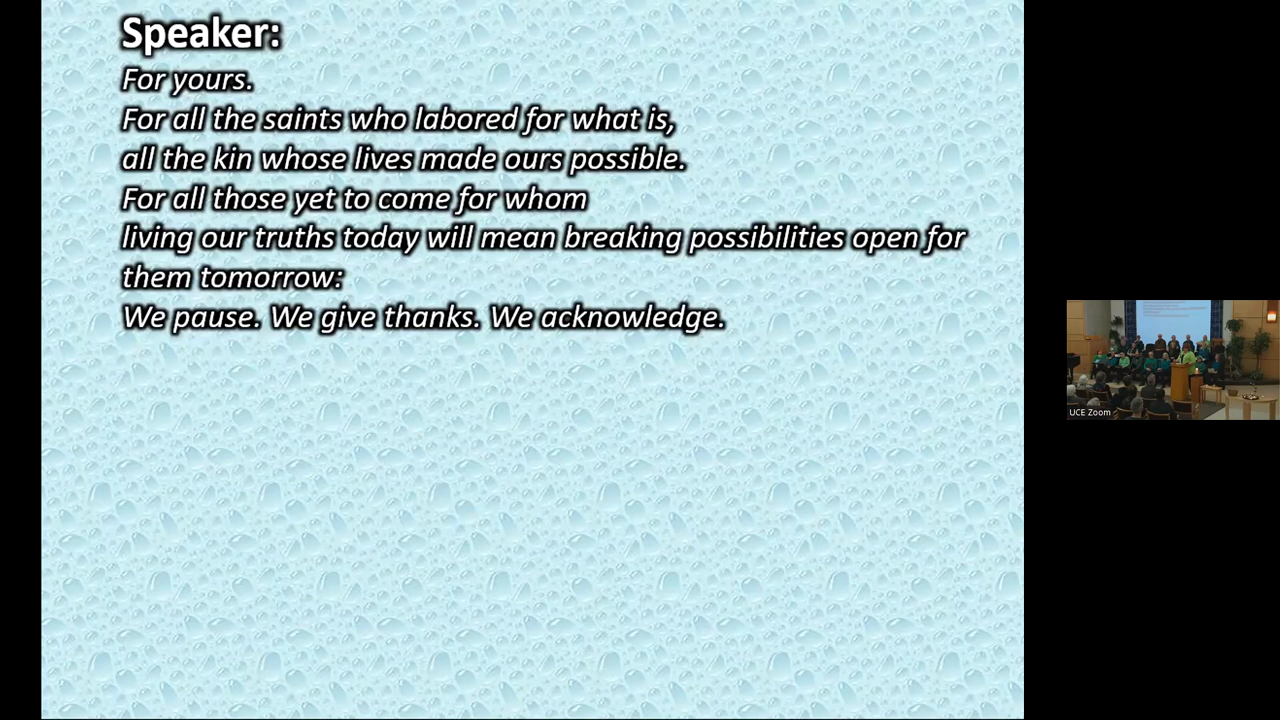 Speaker:
For yours.
For all the saints who labored for what is,
all the kin whose lives made ours possible.
For all those yet to come for whom
living our truths today will mean breaking possibilities open for
them tomorrow:
We pause. We give thanks. We acknowledge.
UCE Zoom